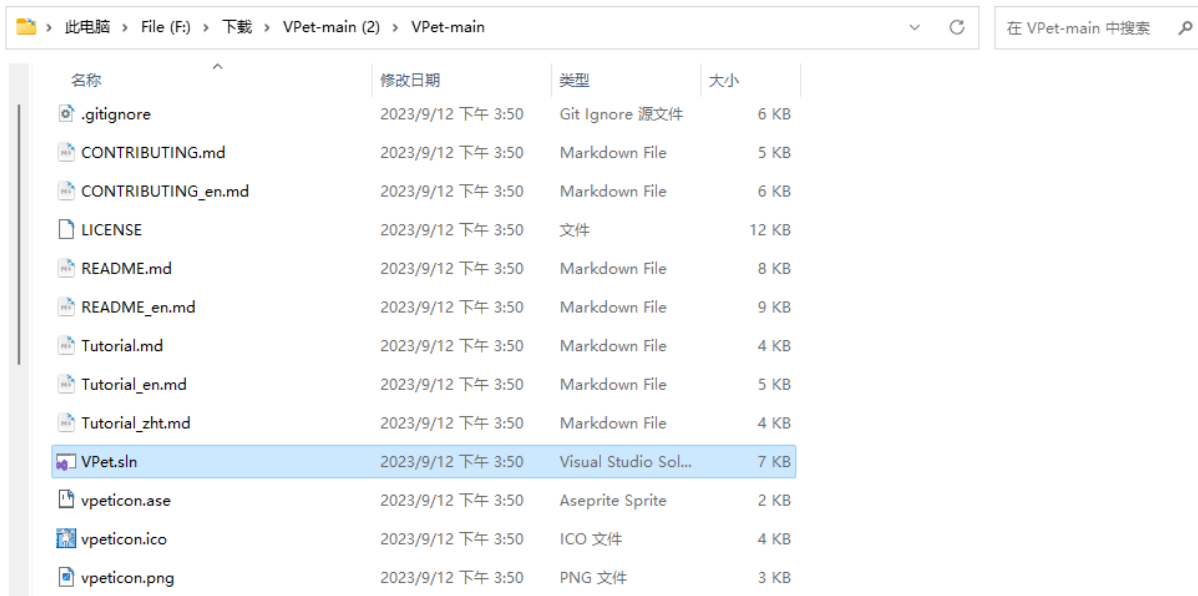 此电脑 › File (F:) › 下载 › VPet-main (2) › VPet-main 在 VPet-main 中搜索
名称 修改日期 类型 大小
.gitignore 2023/9/12 下午 3:50 Git Ignore 源文件 6 KB
CONTRIBUTING.md 2023/9/12 下午 3:50 Markdown File 5 KB
CONTRIBUTING_en.md 2023/9/12 下午 3:50 Markdown File 6 KB
LICENSE 2023/9/12 下午 3:50 文件 12 KB
README.md 2023/9/12 下午 3:50 Markdown File 8 KB
README_en.md 2023/9/12 下午 3:50 Markdown File 9 KB
Tutorial.md 2023/9/12 下午 3:50 Markdown File 4 KB
Tutorial_en.md 2023/9/12 下午 3:50 Markdown File 5 KB
Tutorial_zht.md 2023/9/12 下午 3:50 Markdown File 4 KB
VPet.sln 2023/9/12 下午 3:50 Visual Studio Sol... 7 KB
vpeticon.ase 2023/9/12 下午 3:50 Aseprite Sprite 2 KB
vpeticon.ico 2023/9/12 下午 3:50 ICO 文件 4 KB
vpeticon.png 2023/9/12 下午 3:50 PNG 文件 3 KB